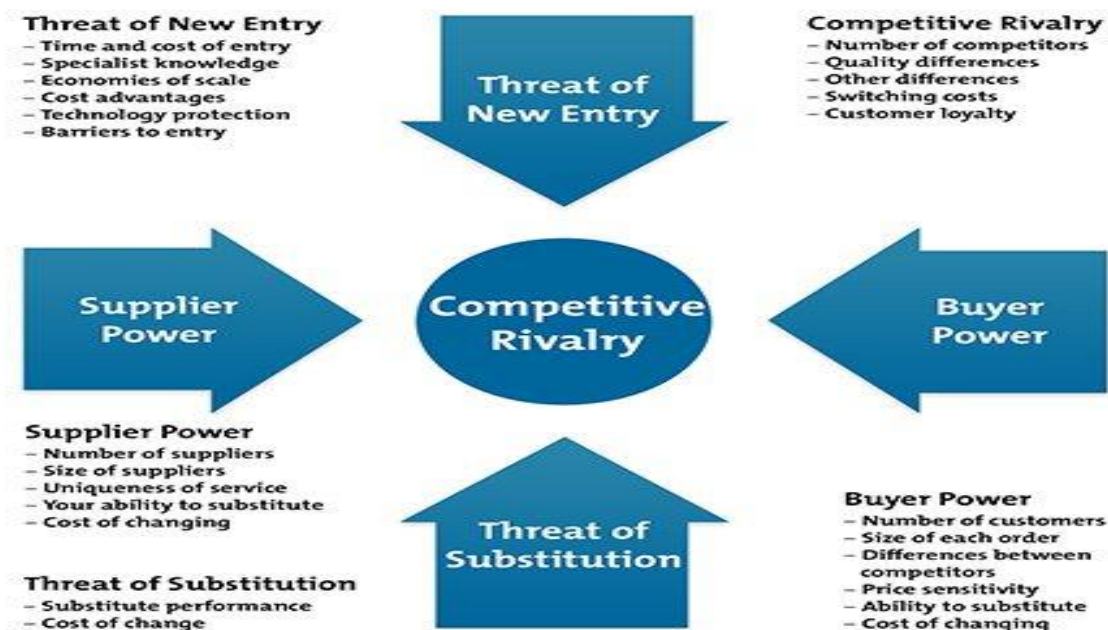 Threat of New Entry
– Time and cost of entry
– Specialist knowledge
– Economies of scale
– Cost advantages
– Technology protection
– Barriers to entry
Threat of
New Entry
Competitive Rivalry
– Number of competitors
– Quality differences
– Other differences
– Switching costs
– Customer loyalty
Supplier
Power
Competitive
Rivalry
Buyer
Power
Supplier Power
– Number of suppliers
– Size of suppliers
– Uniqueness of service
– Your ability to substitute
– Cost of changing
Threat of Substitution
– Substitute performance
– Cost of change
Threat of
Substitution
Buyer Power
– Number of customers
– Size of each order
– Differences between
competitors
– Price sensitivity
– Ability to substitute
– Cost of changing